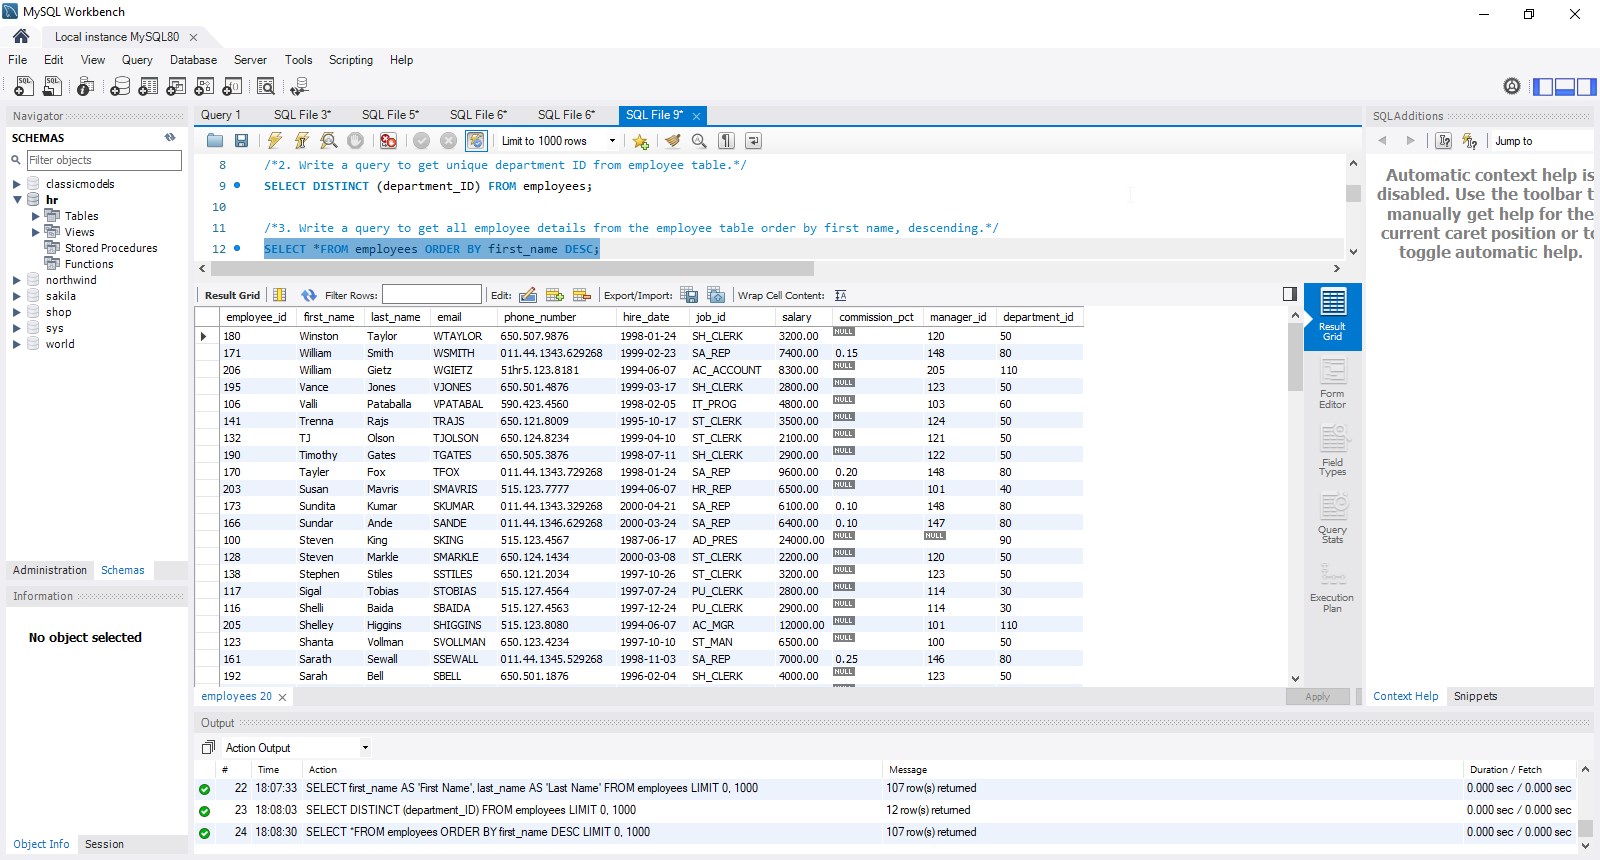 MySQL Workbench
Local instance MySQL80
File Edit View Query Database Server Tools Scripting Help
Navigator
SCHEMAS
Filter objects
classicmodels
hr
Tables
Views
Stored Procedures
Functions
northwind
sakila
shop
sys
world
Administration Schemas
Information
No object selected
Object Info Session
Query 1 SQL File 3* SQL File 5* SQL File 6* SQL File 6* SQL File 9*
Limit to 1000 rows
8 /*2. Write a query to get unique department ID from employee table.*/
9 SELECT DISTINCT (department_ID) FROM employees;
10
11 /*3. Write a query to get all employee details from the employee table order by first name, descending.*/
12 SELECT *FROM employees ORDER BY first_name DESC;
Result Grid Filter Rows: Edit: Export/Import: Wrap Cell Content: IA
employee_id first_name last_name email phone_number hire_date job_id salary commission_pct manager_id department_id
180 Winston Taylor WTAYLOR 650.507.9876 1998-01-24 SH_CLERK 3200.00 NULL 120 50
171 William Smith WSMITH 011.44.1343.629268 1999-02-23 SA_REP 7400.00 0.15 148 80
206 William Gietz WGIETZ 51hr5.123.8181 1994-06-07 AC_ACCOUNT 8300.00 NULL 205 110
195 Vance Jones VJONES 650.501.4876 1999-03-17 SH_CLERK 2800.00 NULL 123 50
106 Valli Pataballa VPATABAL 590.423.4560 1998-02-05 IT_PROG 4800.00 NULL 103 60
141 Trenna Rajs TRAJS 650.121.8009 1995-10-17 ST_CLERK 3500.00 NULL 124 50
132 TJ Olson TJOLSON 650.124.8234 1999-04-10 ST_CLERK 2100.00 NULL 121 50
190 Timothy Gates TGATES 650.505.3876 1998-07-11 SH_CLERK 2900.00 NULL 122 50
170 Tayler Fox TFOX 011.44.1343.729268 1998-01-24 SA_REP 9600.00 0.20 148 80
203 Susan Mavris SMAVRIS 515.123.7777 1994-06-07 HR_REP 6500.00 NULL 101 40
173 Sundita Kumar SKUMAR 011.44.1343.329268 2000-04-21 SA_REP 6100.00 0.10 148 80
166 Sundar Ande SANDE 011.44.1346.629268 2000-03-24 SA_REP 6400.00 0.10 147 80
100 Steven King SKING 515.123.4567 1987-06-17 AD_PRES 24000.00 NULL NULL 90
128 Steven Markle SMARKLE 650.124.1434 2000-03-08 ST_CLERK 2200.00 NULL 120 50
138 Stephen Stiles SSTILES 650.121.2034 1997-10-26 ST_CLERK 3200.00 NULL 123 50
117 Sigal Tobias STOBIAS 515.127.4564 1997-07-24 PU_CLERK 2800.00 NULL 114 30
116 Shelli Baida SBAIDA 515.127.4563 1997-12-24 PU_CLERK 2900.00 NULL 114 30
205 Shelley Higgins SHIGGINS 515.123.8080 1994-06-07 AC_MGR 12000.00 NULL 101 110
123 Shanta Vollman SVOLLMAN 650.123.4234 1997-10-10 ST_MAN 6500.00 NULL 100 50
161 Sarath Sewall SSEWALL 011.44.1345.529268 1998-11-03 SA_REP 7000.00 0.25 146 80
192 Sarah Bell SBELL 650.501.1876 1996-02-04 SH_CLERK 4000.00 NULL 123 50
employees 20
Apply
Result
Grid
Form
Editor
Field
Types
Query
Stats
Execution
Plan
SQLAdditions
Jump to
Automatic context help is
disabled. Use the toolbar t
manually get help for the
current caret position or to
toggle automatic help.
Context Help Snippets
Output
Action Output
# Time Action Message Duration / Fetch
22 18:07:33 SELECT first_name AS 'First Name', last_name AS 'Last Name' FROM employees LIMIT 0, 1000 107 row(s) returned 0.000 sec / 0.000 sec
23 18:08:03 SELECT DISTINCT (department_ID) FROM employees LIMIT 0, 1000 12 row(s) returned 0.000 sec / 0.000 sec
24 18:08:30 SELECT *FROM employees ORDER BY first_name DESC LIMIT 0, 1000 107 row(s) returned 0.000 sec / 0.000 sec